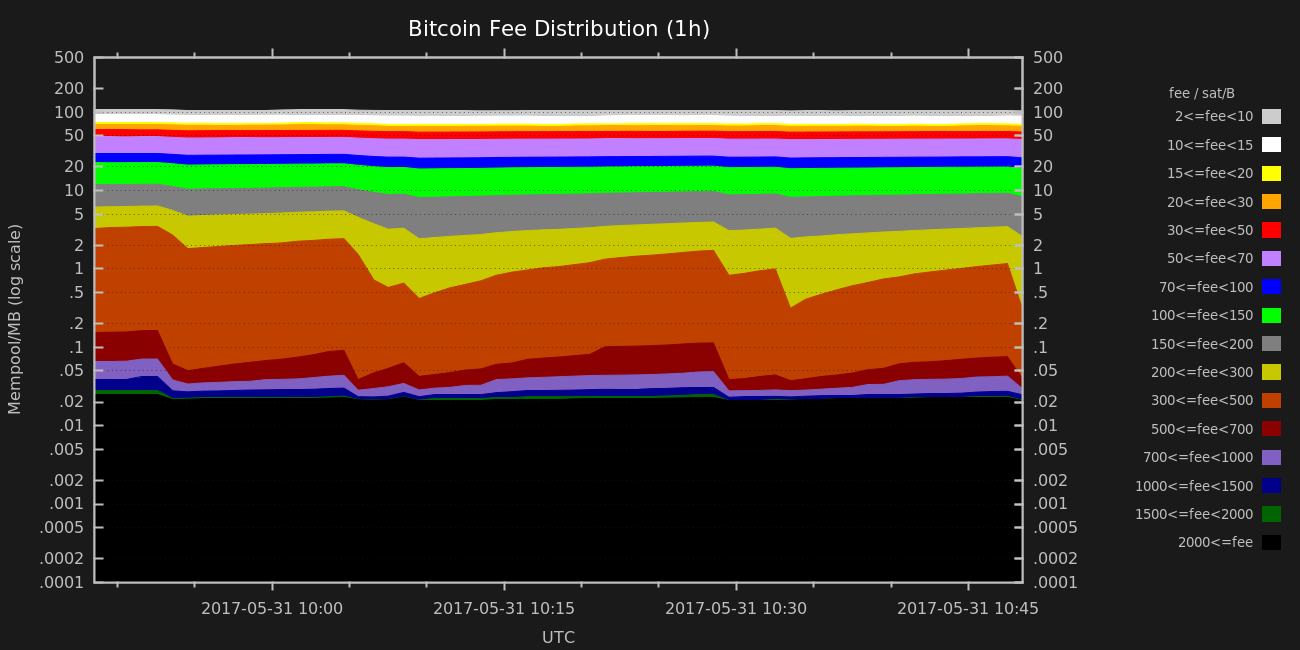 Bitcoin Fee Distribution (1h)
Mempool/MB (log scale)
500
200
100
50
20
10
5
2
1
.5
.2
.1
.05
.02
.01
.005
.002
.001
.0005
.0002
.0001
2017-05-31 10:00
2017-05-31 10:15
2017-05-31 10:30
2017-05-31 10:45
UTC
500
200
100
50
20
10
5
2
1
.5
.2
.1
.05
.02
.01
.005
.002
.001
.0005
.0002
.0001
fee / sat/B
2<=fee<10
10<=fee<15
15<=fee<20
20<=fee<30
30<=fee<50
50<=fee<70
70<=fee<100
100<=fee<150
150<=fee<200
200<=fee<300
300<=fee<500
500<=fee<700
700<=fee<1000
1000<=fee<1500
1500<=fee<2000
2000<=fee